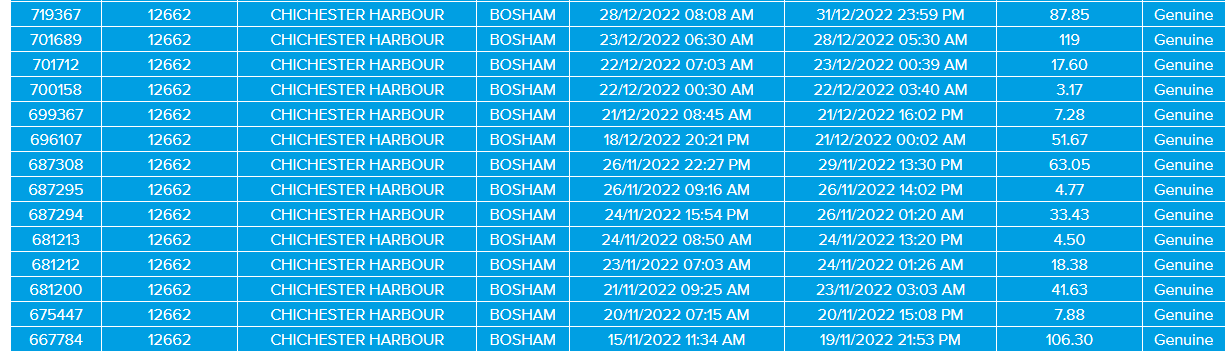 719367 12662 CHICHESTER HARBOUR BOSHAM 28/12/2022 08:08 AM 31/12/2022 23:59 PM 87.85 Genuine
701689 12662 CHICHESTER HARBOUR BOSHAM 23/12/2022 06:30 AM 28/12/2022 05:30 AM 119 Genuine
701712 12662 CHICHESTER HARBOUR BOSHAM 22/12/2022 07:03 AM 23/12/2022 00:39 AM 17.60 Genuine
700158 12662 CHICHESTER HARBOUR BOSHAM 22/12/2022 00:30 AM 22/12/2022 03:40 AM 3.17 Genuine
699367 12662 CHICHESTER HARBOUR BOSHAM 21/12/2022 08:45 AM 21/12/2022 16:02 PM 7.28 Genuine
696107 12662 CHICHESTER HARBOUR BOSHAM 18/12/2022 20:21 PM 21/12/2022 00:02 AM 51.67 Genuine
687308 12662 CHICHESTER HARBOUR BOSHAM 26/11/2022 22:27 PM 29/11/2022 13:30 PM 63.05 Genuine
687295 12662 CHICHESTER HARBOUR BOSHAM 26/11/2022 09:16 AM 26/11/2022 14:02 PM 4.77 Genuine
687294 12662 CHICHESTER HARBOUR BOSHAM 24/11/2022 15:54 PM 26/11/2022 01:20 AM 33.43 Genuine
681213 12662 CHICHESTER HARBOUR BOSHAM 24/11/2022 08:50 AM 24/11/2022 13:20 PM 4.50 Genuine
681212 12662 CHICHESTER HARBOUR BOSHAM 23/11/2022 07:03 AM 24/11/2022 01:26 AM 18.38 Genuine
681200 12662 CHICHESTER HARBOUR BOSHAM 21/11/2022 09:25 AM 23/11/2022 03:03 AM 41.63 Genuine
675447 12662 CHICHESTER HARBOUR BOSHAM 20/11/2022 07:15 AM 20/11/2022 15:08 PM 7.88 Genuine
667784 12662 CHICHESTER HARBOUR BOSHAM 15/11/2022 11:34 AM 19/11/2022 21:53 PM 106.30 Genuine